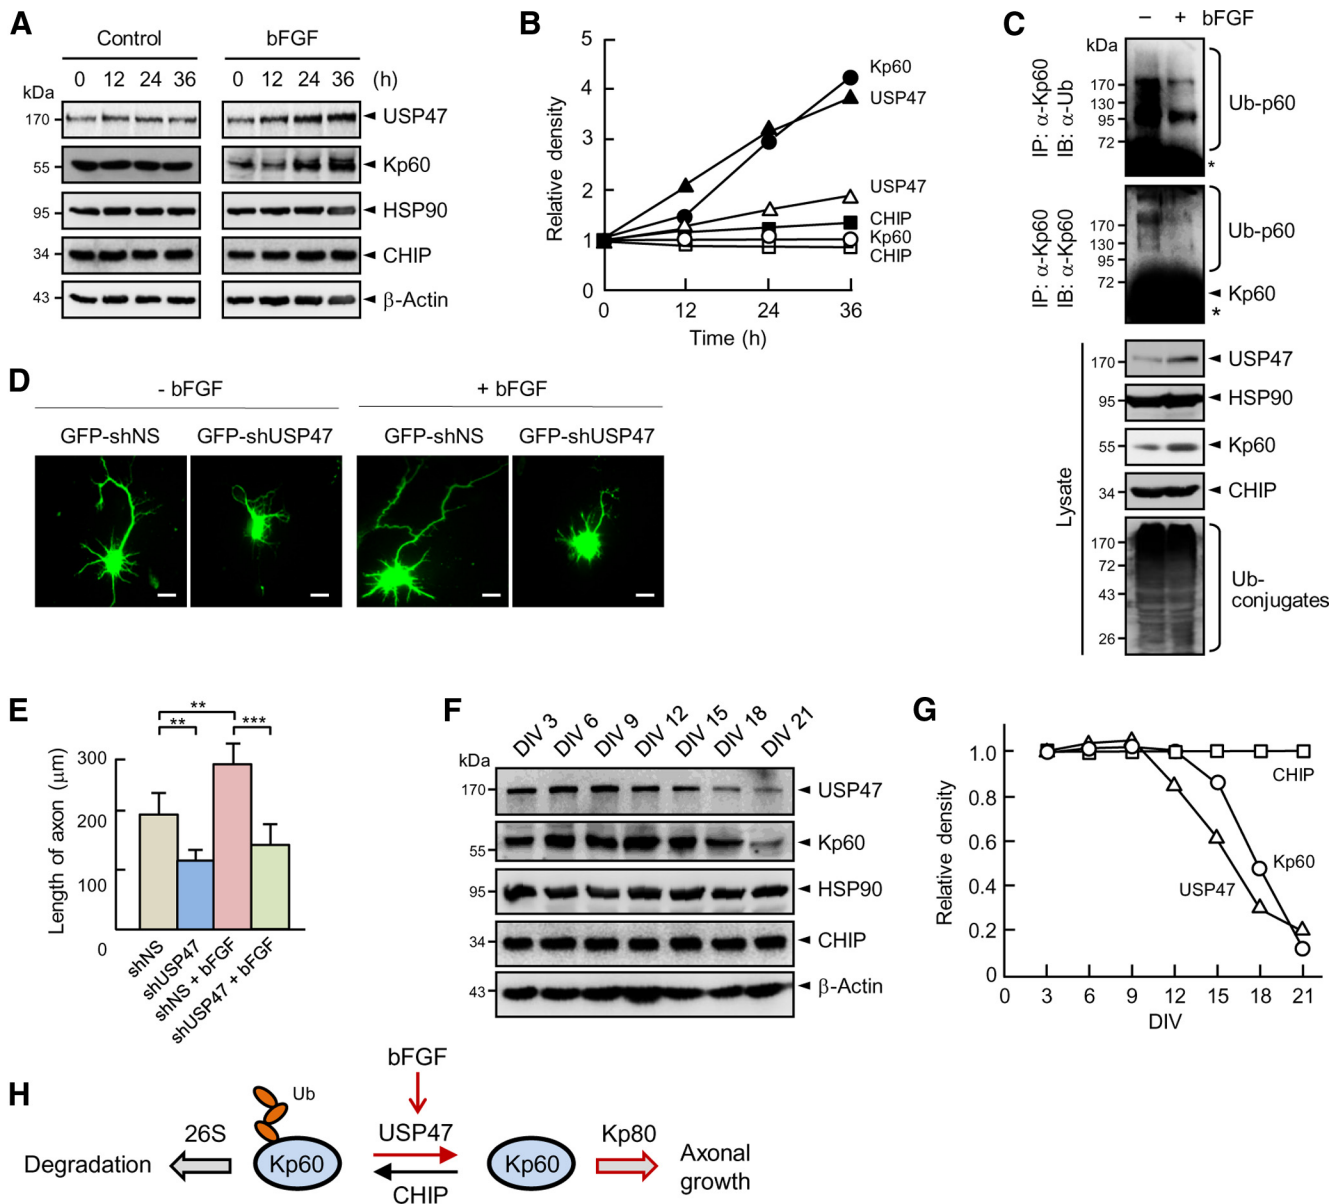 A
Control
bFGF
0 12 24 36
0 12 24 36 (h)
kDa
170
USP47
55
Kp60
95
HSP90
34
CHIP
43
β-Actin
B
5
4
3
2
1
0
Relative density
0 12 24 36
Time (h)
Kp60
USP47
USP47
CHIP
Kp60
CHIP
C
– + bFGF
kDa
IP: α-Kp60
IB: α-Ub
170
130
95
72
Ub-p60
*
IP: α-Kp60
IB: α-Kp60
170
130
95
72
Ub-p60
Kp60
*
Lysate
170
USP47
95
HSP90
55
Kp60
34
CHIP
170
72
43
26
Ub-
conjugates
D
- bFGF
+ bFGF
GFP-shNS
GFP-shUSP47
GFP-shNS
GFP-shUSP47
E
**
** ***
Length of axon (μm)
300
200
100
0
shNS
shUSP47
shNS + bFGF
shUSP47 + bFGF
F
DIV 3
DIV 6
DIV 9
DIV 12
DIV 15
DIV 18
DIV 21
kDa
170
USP47
55
Kp60
95
HSP90
34
CHIP
43
β-Actin
G
1.0
0.8
0.6
0.4
0.2
0
Relative density
0 3 6 9 12 15 18 21
DIV
CHIP
Kp60
USP47
H
bFGF
Ub
26S
USP47
Kp80
Degradation
Kp60
Kp60
CHIP
Axonal
growth